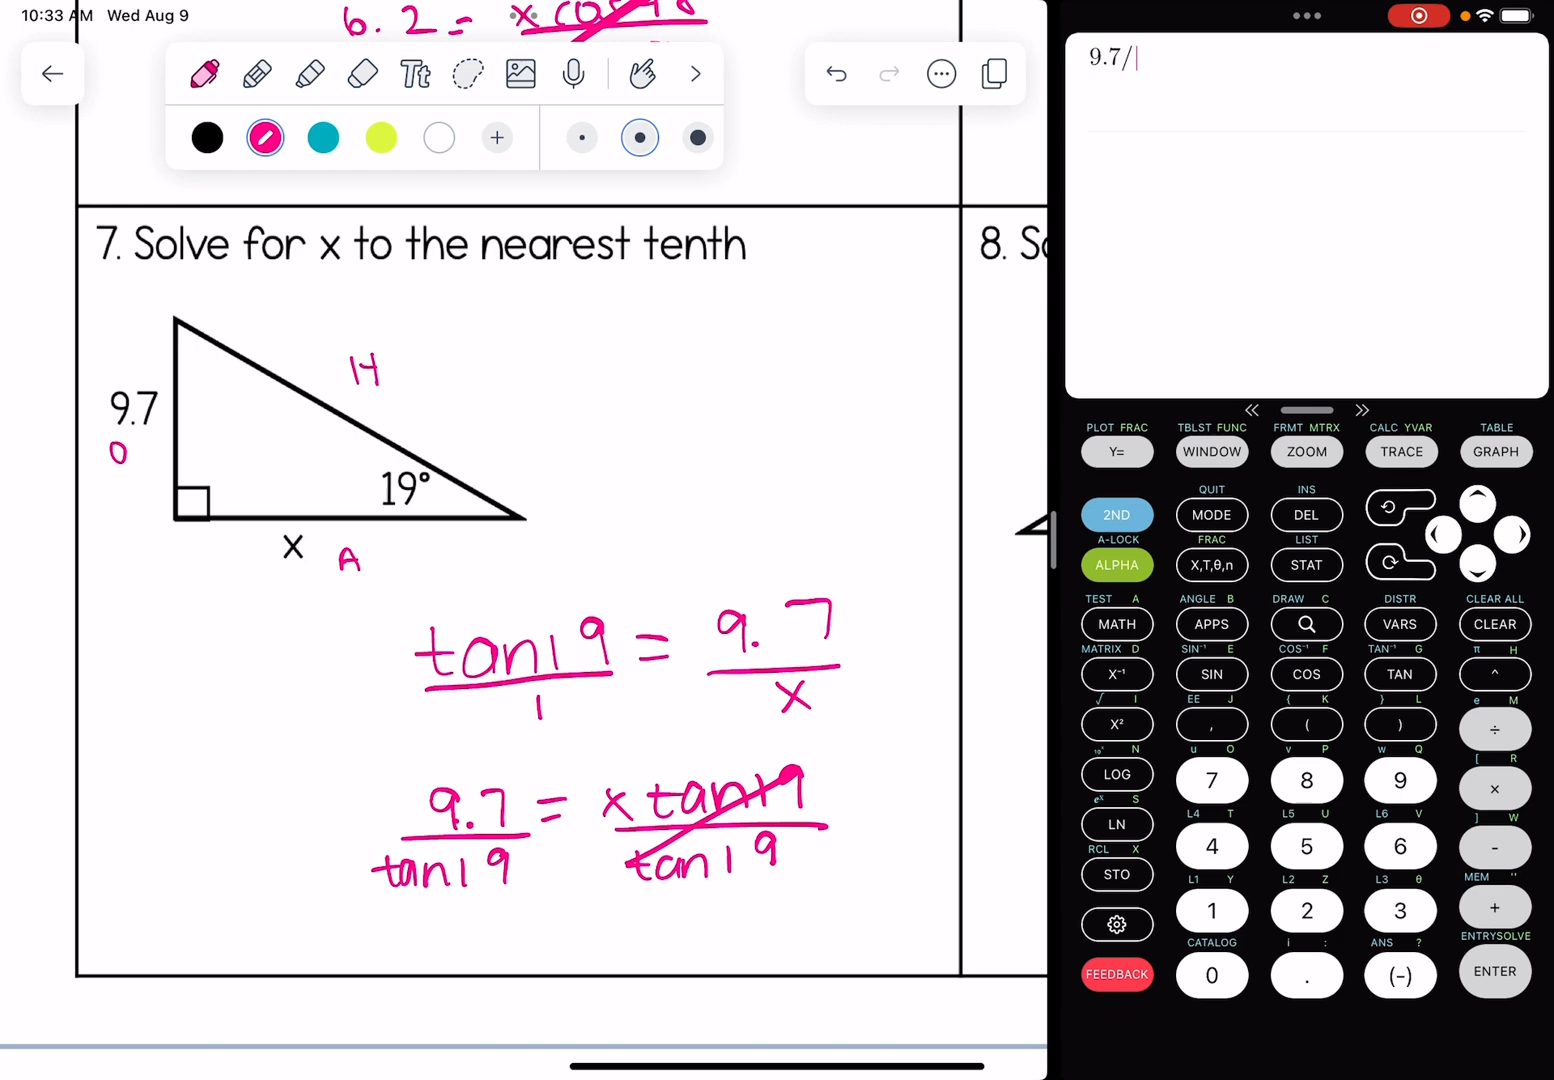 10:33 AM Wed Aug 9
6.2 = x cos
Tt
7. Solve for x to the nearest tenth
8. So
H
9.7
O
19°
x A
tan19 = 9.7
1 x
9.7 = x tan19
tan19 tan19
9.7/
PLOT FRAC TBLST FUNC FRMT MTRX CALC YVAR TABLE
Y= WINDOW ZOOM TRACE GRAPH
QUIT INS
2ND MODE DEL
A-LOCK FRAC LIST
ALPHA X,T,θ,n STAT
TEST A ANGLE B DRAW C DISTR CLEAR ALL
MATH APPS VARS CLEAR
MATRIX D SIN⁻¹ E COS⁻¹ F TAN⁻¹ G π H
X⁻¹ SIN COS TAN ^
√ I EE J { K } L e M
X² , ( ) ÷
10ˣ N u O v P w Q [ R
LOG 7 8 9 ×
eˣ S L4 T L5 U L6 V ] W
LN 4 5 6 -
RCL X L1 Y L2 Z L3 θ MEM "
STO 1 2 3 +
CATALOG i : ANS ? ENTRY SOLVE
FEEDBACK 0 . (-) ENTER